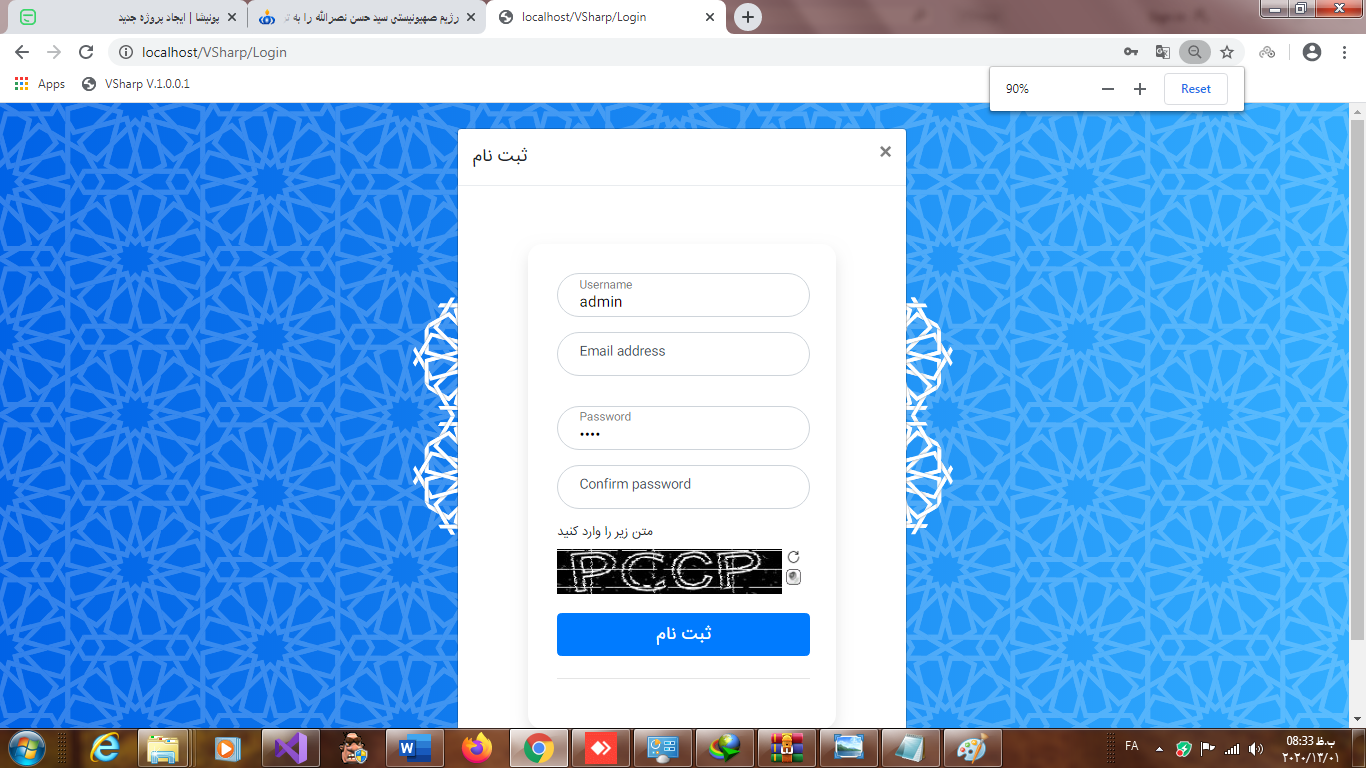 پونیشا | ایجاد پروژه جدید
رژیم صهیونیستی سید حسن نصرالله را به تر
localhost/VSharp/Login
localhost/VSharp/Login
Apps
VSharp V.1.0.0.1
90%
Reset
ثبت نام
Username
admin
Email address
Password
••••
Confirm password
متن زیر را وارد کنید
PCCP
ثبت نام
FA
08:33 ب.ظ
۲۰۲۰/۱۳/۰۱